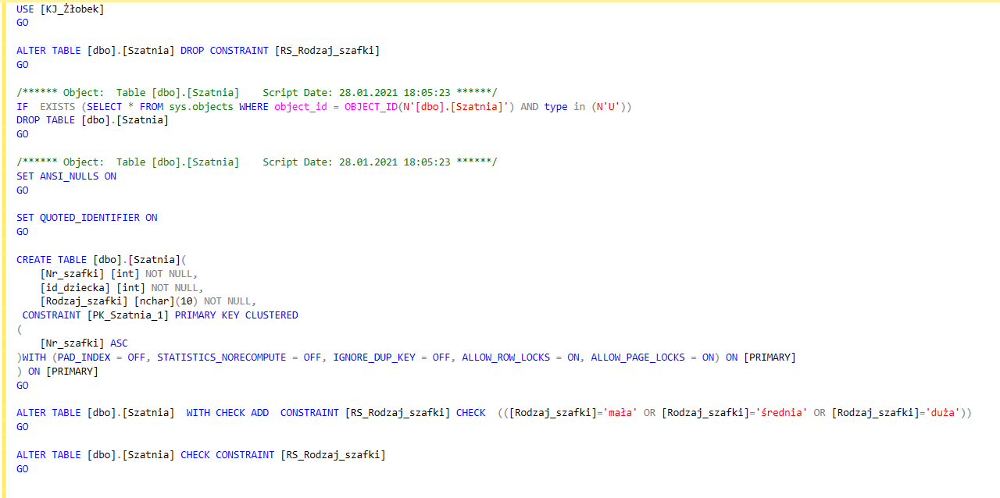 USE [KJ_Żłobek]
GO
ALTER TABLE [dbo].[Szatnia] DROP CONSTRAINT [RS_Rodzaj_szafki]
GO
/****** Object:  Table [dbo].[Szatnia]    Script Date: 28.01.2021 18:05:23 ******/
IF  EXISTS (SELECT * FROM sys.objects WHERE object_id = OBJECT_ID(N'[dbo].[Szatnia]') AND type in (N'U'))
DROP TABLE [dbo].[Szatnia]
GO
/****** Object:  Table [dbo].[Szatnia]    Script Date: 28.01.2021 18:05:23 ******/
SET ANSI_NULLS ON
GO
SET QUOTED_IDENTIFIER ON
GO
CREATE TABLE [dbo].[Szatnia](
    [Nr_szafki] [int] NOT NULL,
    [id_dziecka] [int] NOT NULL,
    [Rodzaj_szafki] [nchar](10) NOT NULL,
 CONSTRAINT [PK_Szatnia_1] PRIMARY KEY CLUSTERED
(
    [Nr_szafki] ASC
)WITH (PAD_INDEX = OFF, STATISTICS_NORECOMPUTE = OFF, IGNORE_DUP_KEY = OFF, ALLOW_ROW_LOCKS = ON, ALLOW_PAGE_LOCKS = ON) ON [PRIMARY]
) ON [PRIMARY]
GO
ALTER TABLE [dbo].[Szatnia]  WITH CHECK ADD  CONSTRAINT [RS_Rodzaj_szafki] CHECK  (([Rodzaj_szafki]='mała' OR [Rodzaj_szafki]='średnia' OR [Rodzaj_szafki]='duża'))
GO
ALTER TABLE [dbo].[Szatnia] CHECK CONSTRAINT [RS_Rodzaj_szafki]
GO